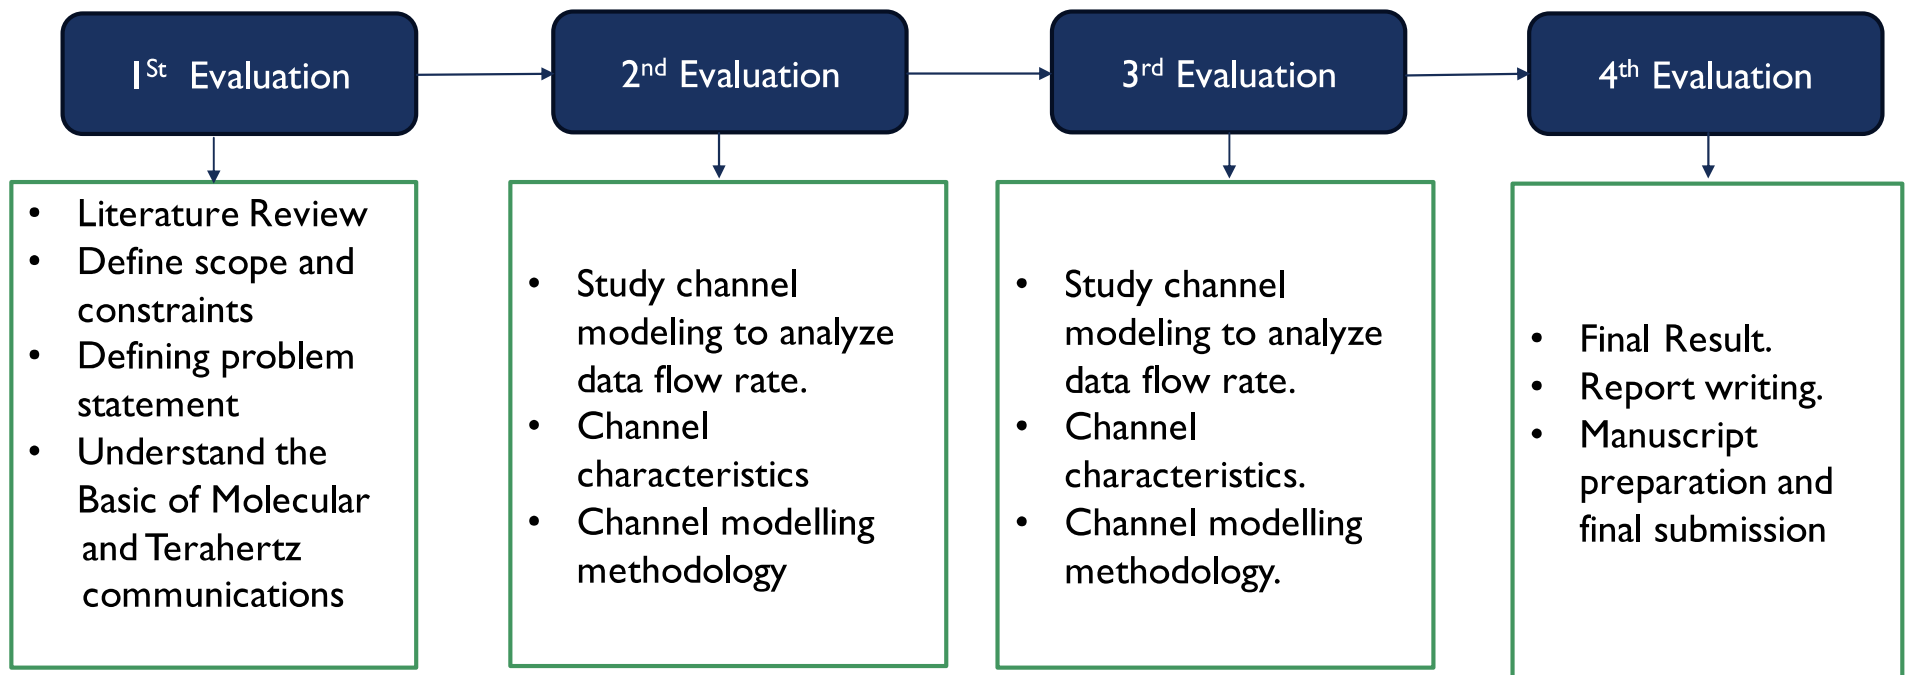 1St Evaluation
2nd Evaluation
3rd Evaluation
4th Evaluation
• Literature Review
• Define scope and
constraints
• Defining problem
statement
• Understand the
Basic of Molecular
and Terahertz
communications
• Study channel
modeling to analyze
data flow rate.
• Channel
characteristics
• Channel modelling
methodology
• Study channel
modeling to analyze
data flow rate.
• Channel
characteristics.
• Channel modelling
methodology.
• Final Result.
• Report writing.
• Manuscript
preparation and
final submission